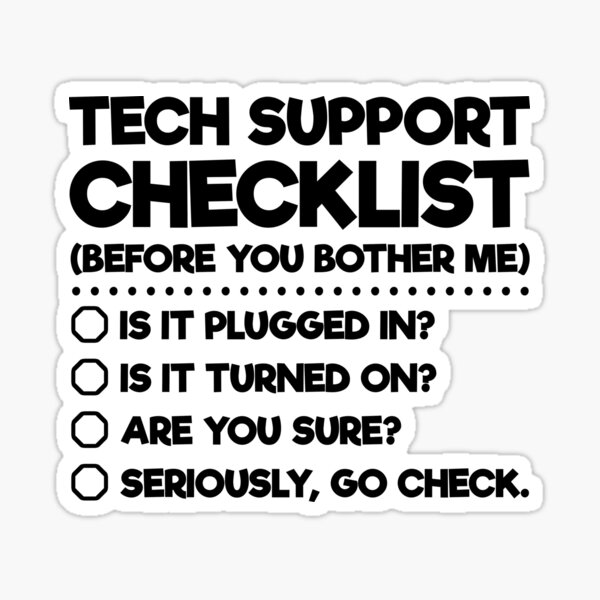 TECH SUPPORT
CHECKLIST
(BEFORE YOU BOTHER ME)
IS IT PLUGGED IN?
IS IT TURNED ON?
ARE YOU SURE?
SERIOUSLY, GO CHECK.